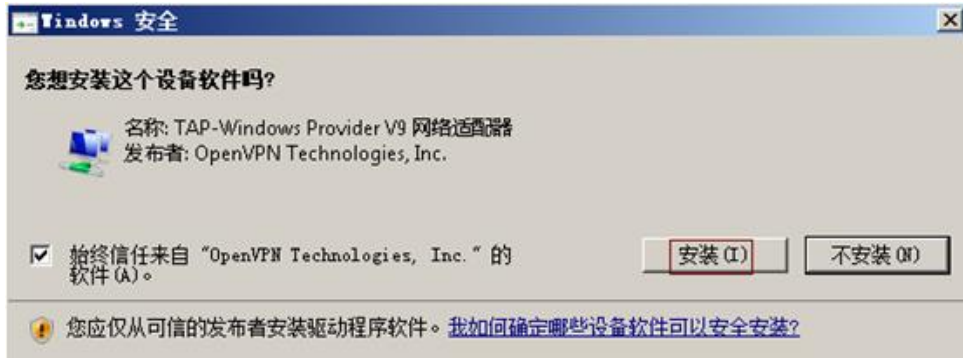 Windows 安全
您想安装这个设备软件吗?
名称: TAP-Windows Provider V9 网络适配器
发布者: OpenVPN Technologies, Inc.
始终信任来自 “OpenVPN Technologies, Inc.” 的
软件(A)。
安装(I)
不安装(N)
您应仅从可信的发布者安装驱动程序软件。我如何确定哪些设备软件可以安全安装?